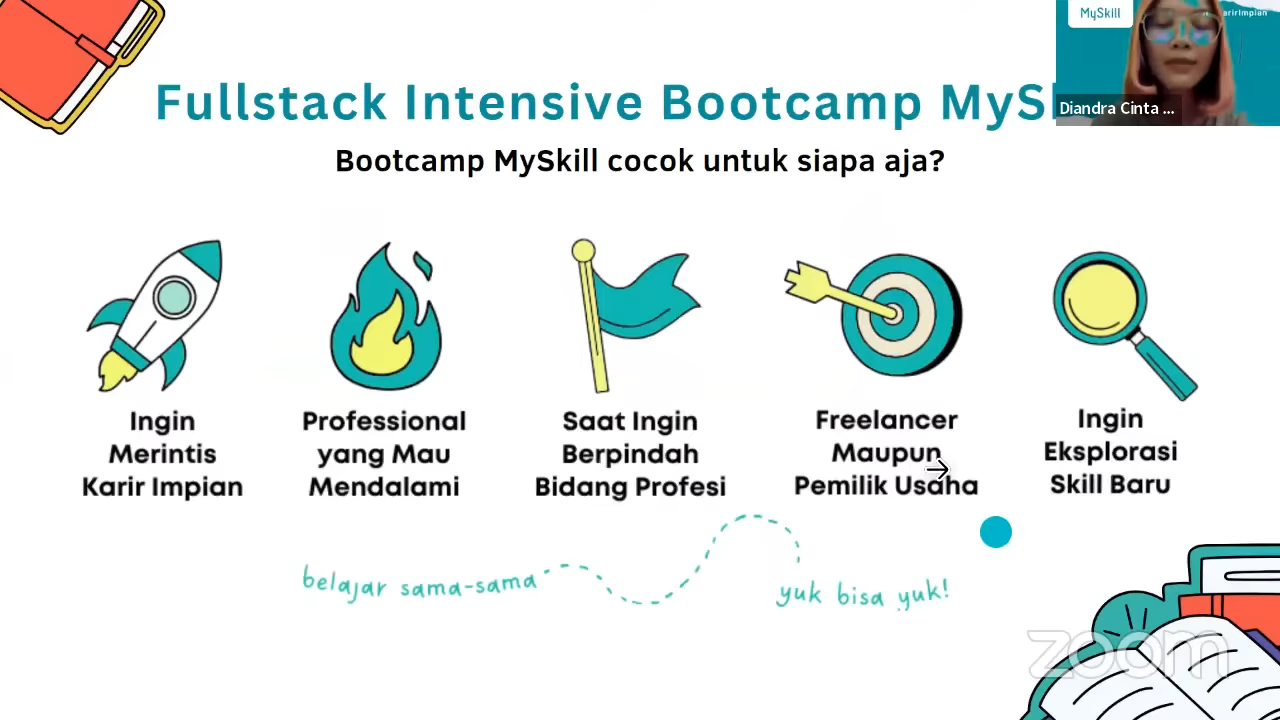 MySkill
Fullstack Intensive Bootcamp MySk
Diandra Cinta ...
Bootcamp MySkill cocok untuk siapa aja?
Ingin
Merintis
Karir Impian
Professional
yang Mau
Mendalami
Saat Ingin
Berpindah
Bidang Profesi
Freelancer
Maupun
Pemilik Usaha
Ingin
Eksplorasi
Skill Baru
belajar sama-sama
yuk bisa yuk!
zoom